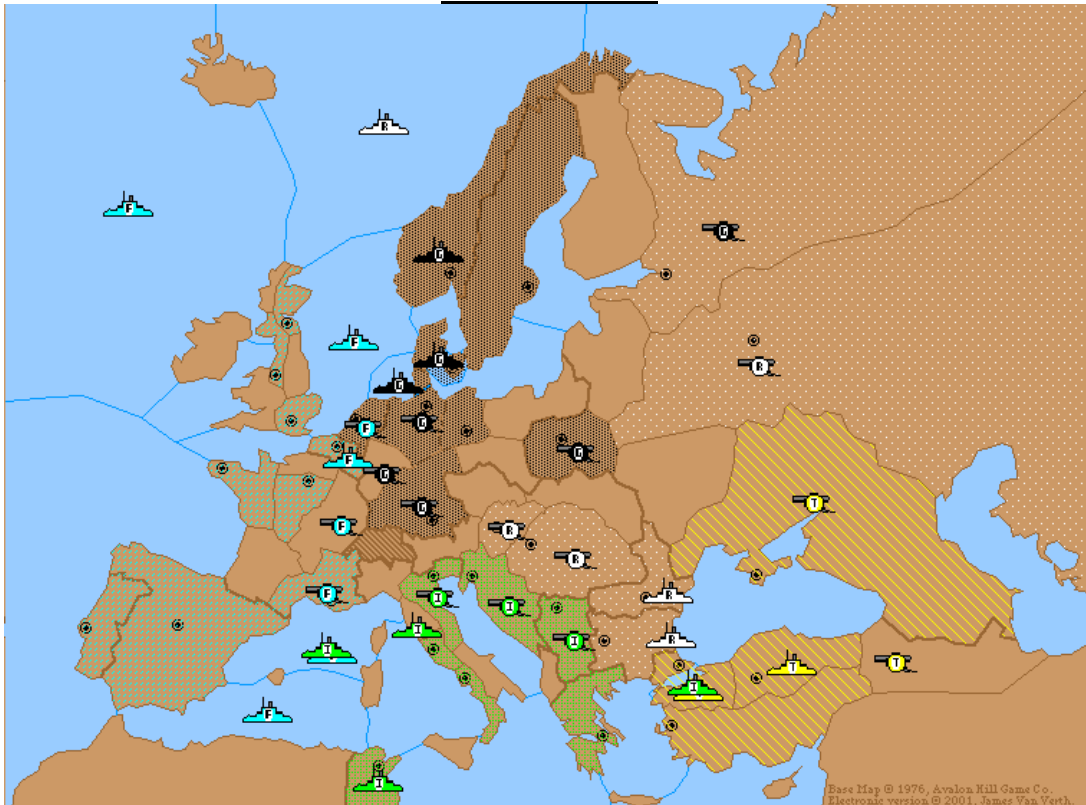 R
F
G
G
F
G
R
G
G
F
G
F
G
T
G
F
R
R
F
R
I
I
I
R
I
I
T
T
I
F
I
Base Map © 1976, Avalon Hill Game Co.
Electronic version © 2001, James Van Verth